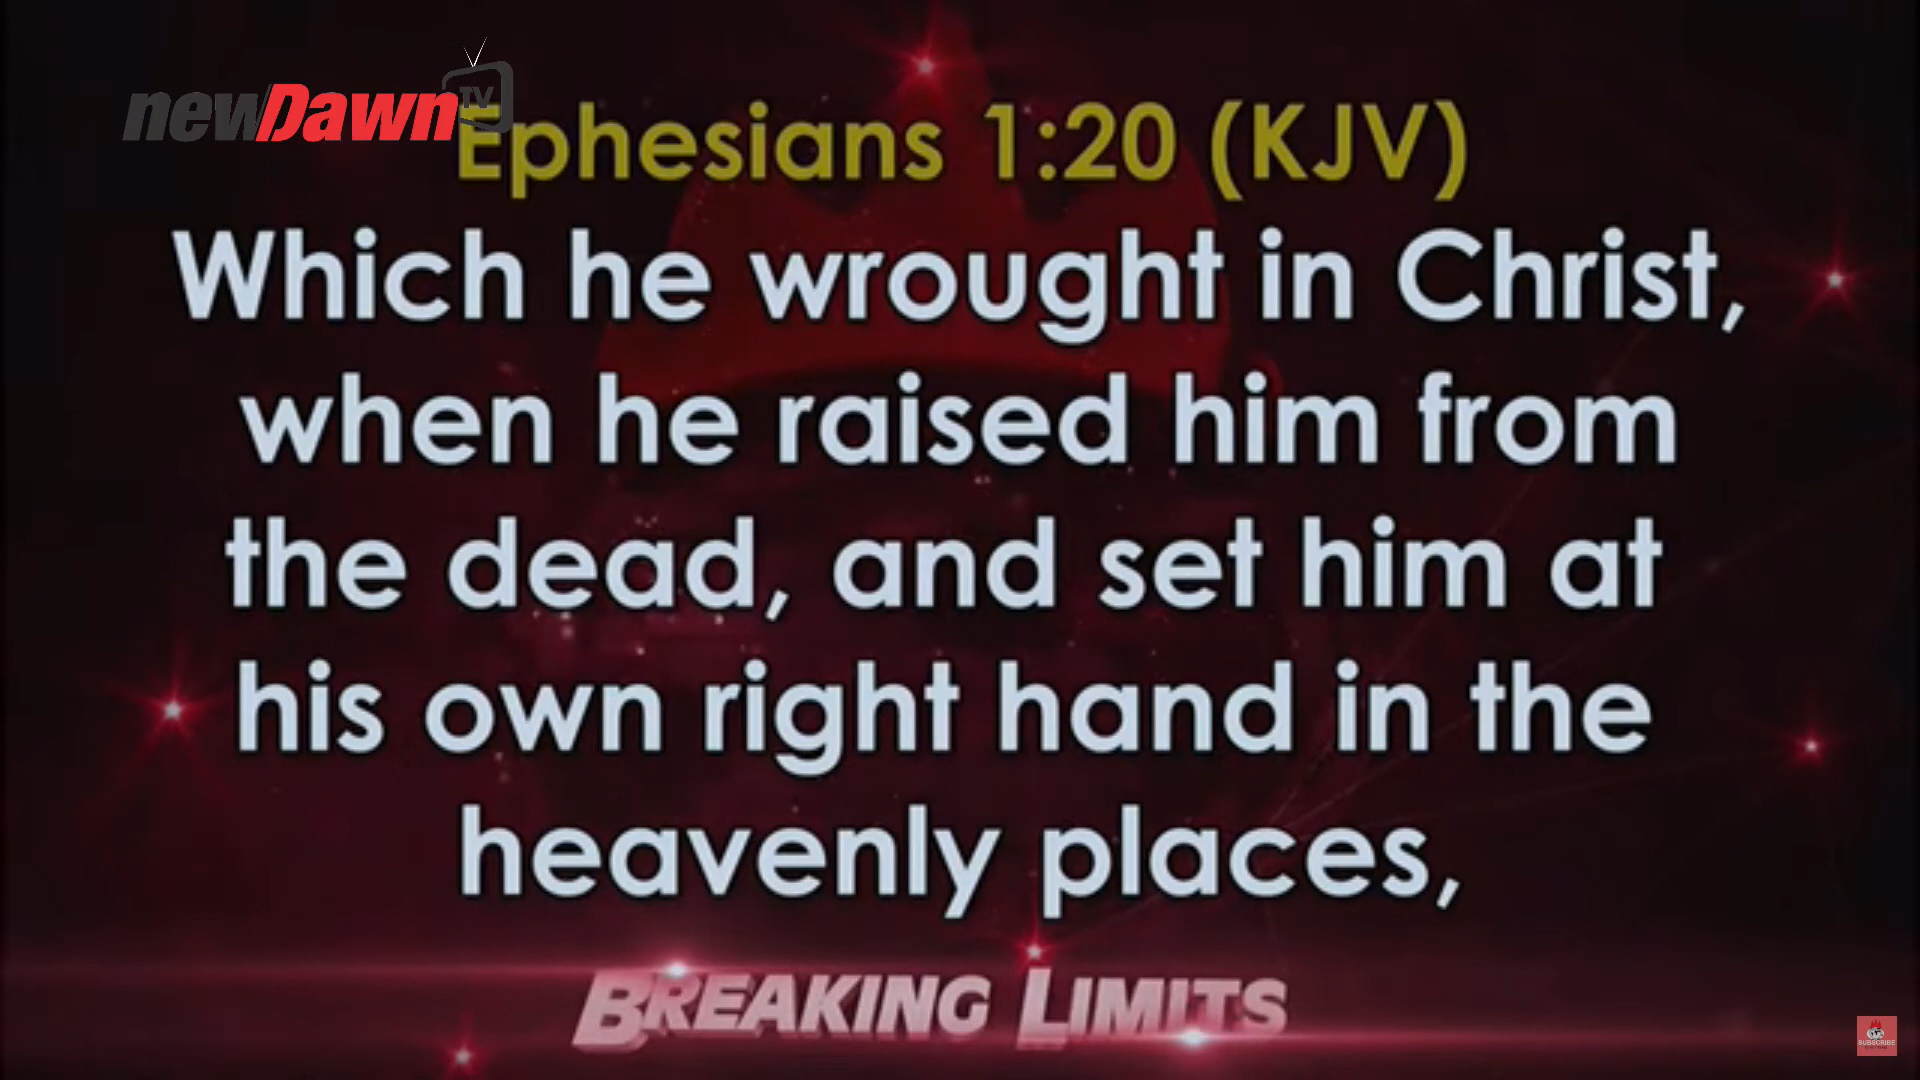 newDawn TV
Ephesians 1:20 (KJV)
Which he wrought in Christ,
when he raised him from
the dead, and set him at
his own right hand in the
heavenly places,
BREAKING LIMITS
SUBSCRIBE